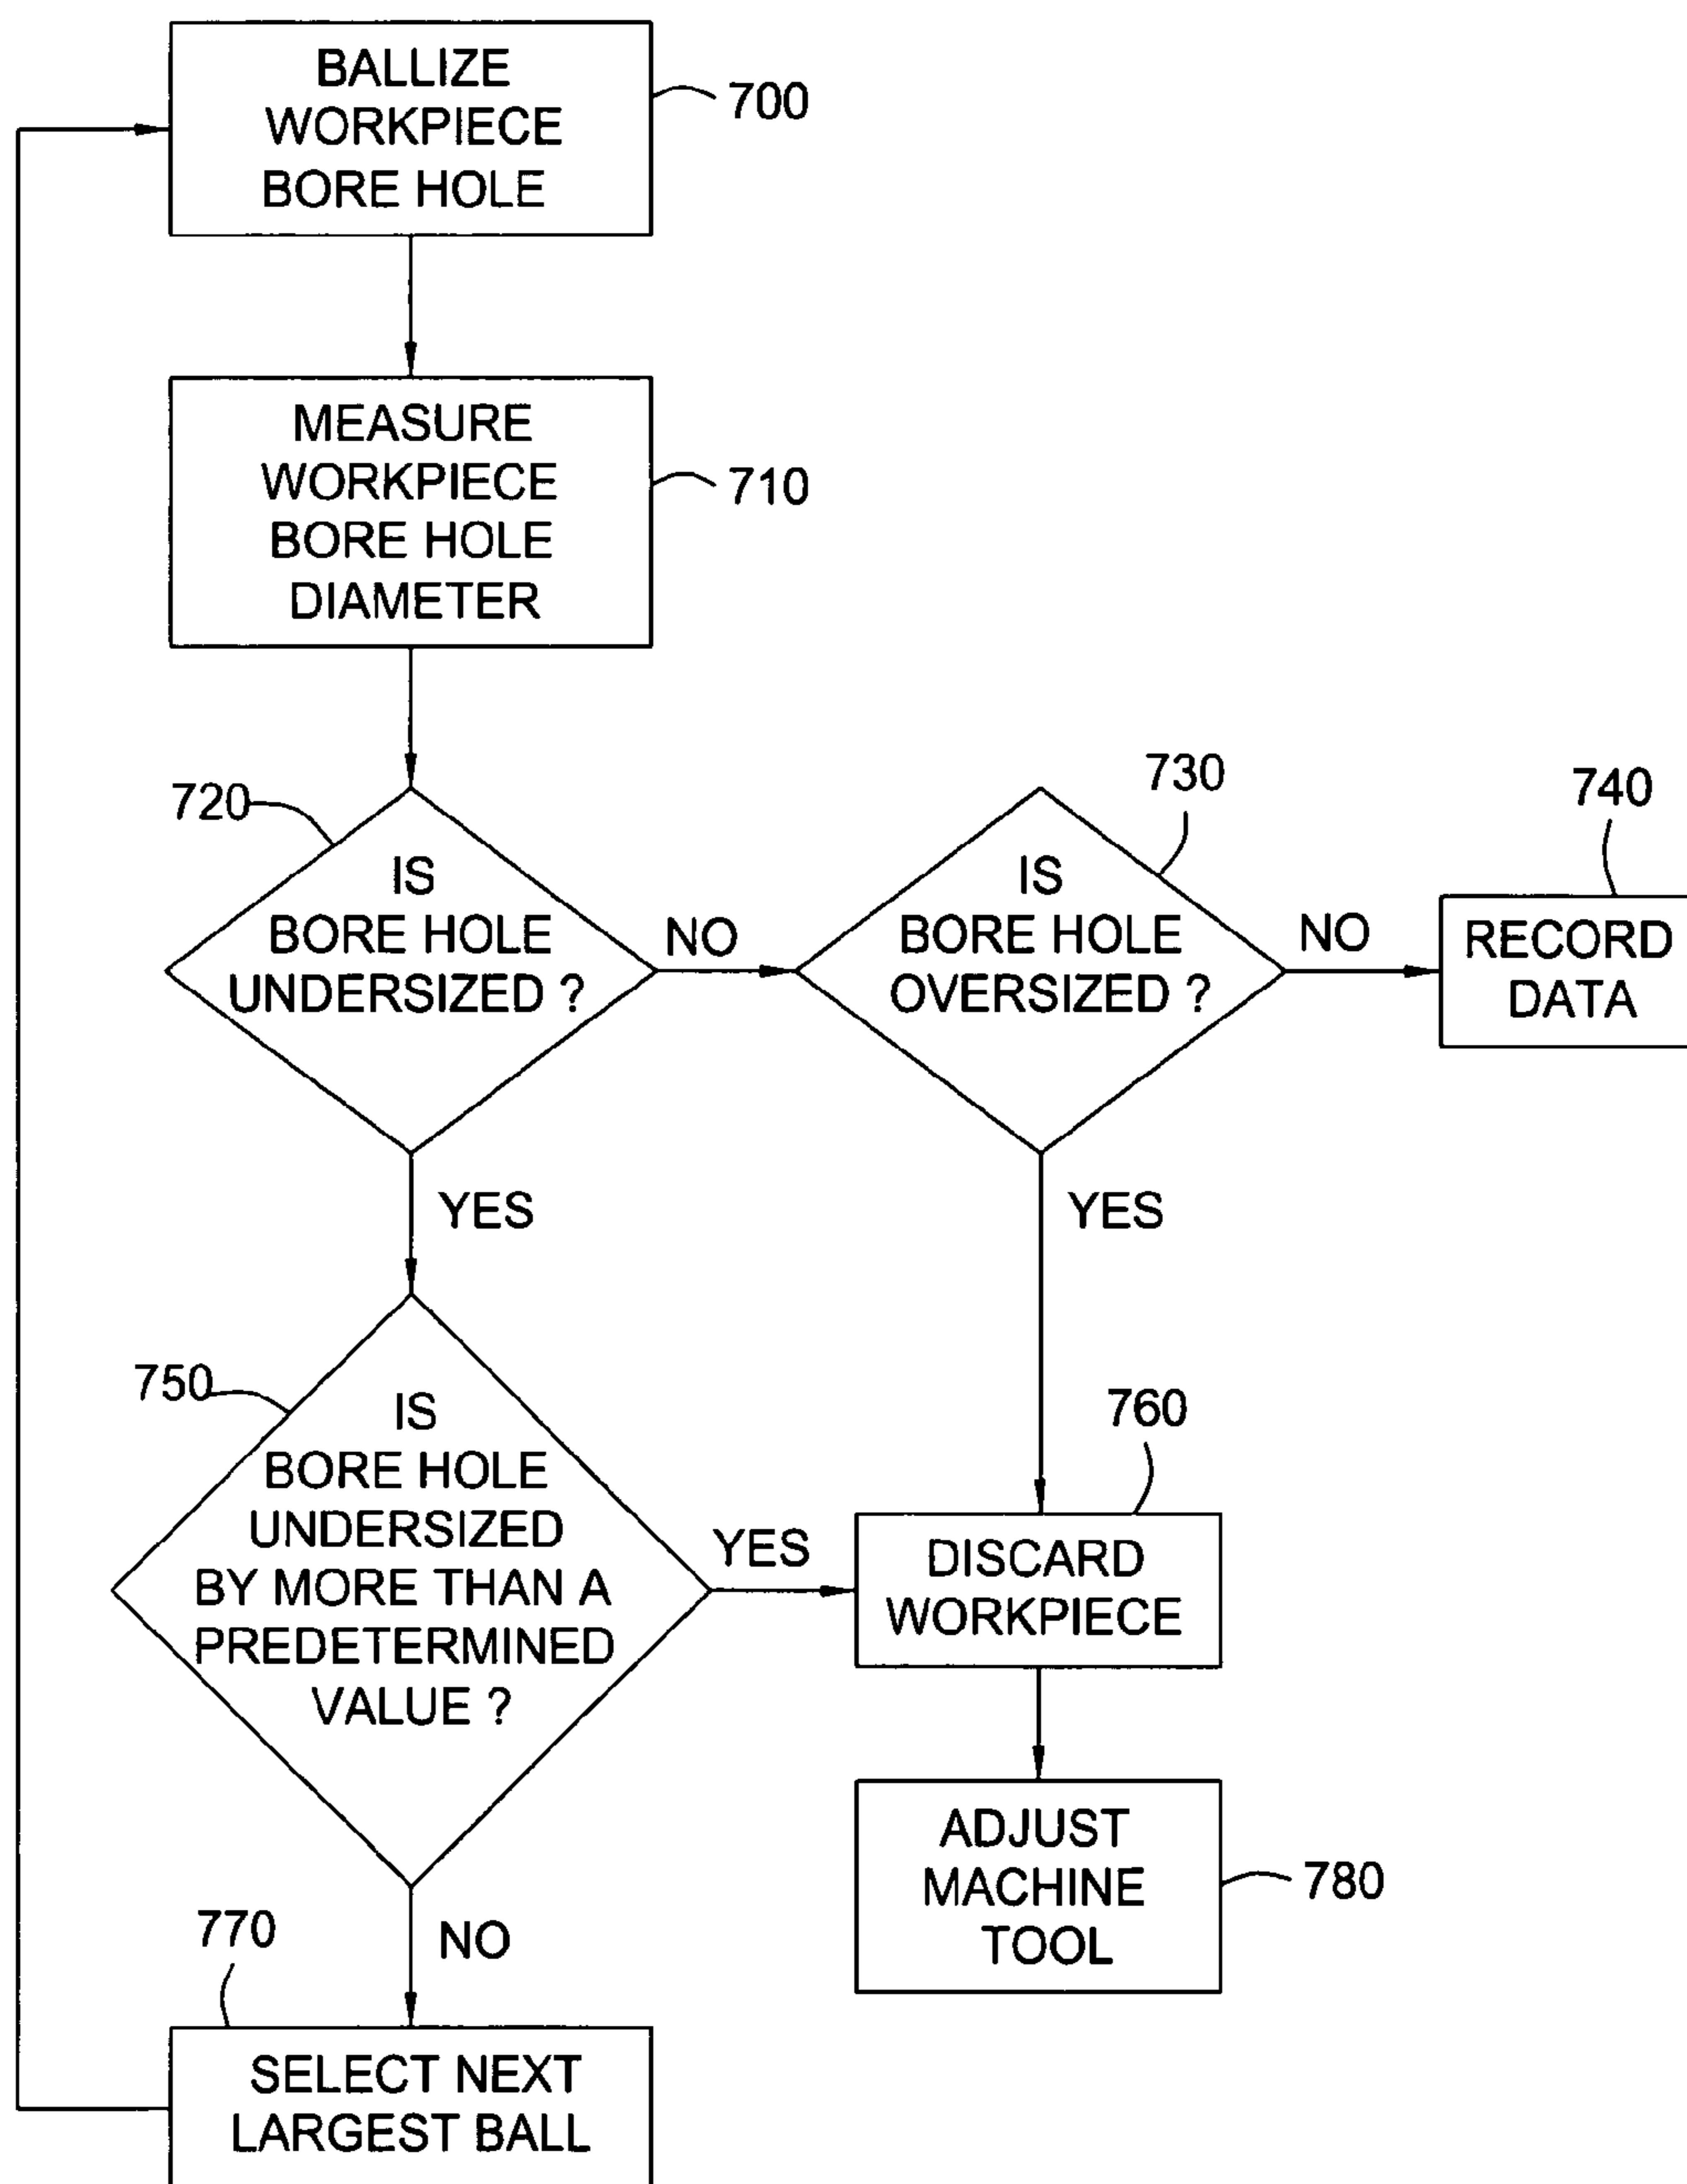 BALLIZE
WORKPIECE
BORE HOLE
700
MEASURE
WORKPIECE
BORE HOLE
DIAMETER
710
720
IS
BORE HOLE
UNDERSIZED ?
NO
730
IS
BORE HOLE
OVERSIZED ?
NO
740
RECORD
DATA
YES
YES
750
IS
BORE HOLE
UNDERSIZED
BY MORE THAN A
PREDETERMINED
VALUE ?
YES
760
DISCARD
WORKPIECE
ADJUST
MACHINE
TOOL
780
NO
770
SELECT NEXT
LARGEST BALL